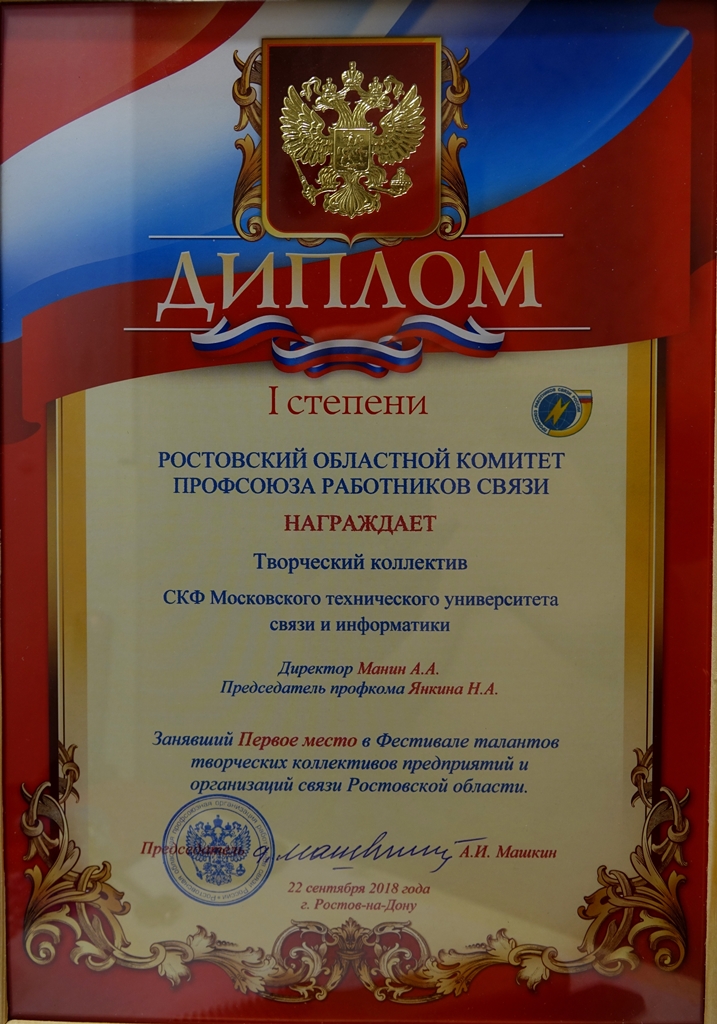 ДИПЛОМ
I степени
РОСТОВСКИЙ ОБЛАСТНОЙ КОМИТЕТ
ПРОФСОЮЗА РАБОТНИКОВ СВЯЗИ
НАГРАЖДАЕТ
Творческий коллектив
СКФ Московского технического университета
связи и информатики
Директор Манин А.А.
Председатель профкома Янкина Н.А.
Занявший Первое место в Фестивале талантов
творческих коллективов предприятий и
организаций связи Ростовской области.
Председатель А.И. Машкин
22 сентября 2018 года
г. Ростов-на-Дону